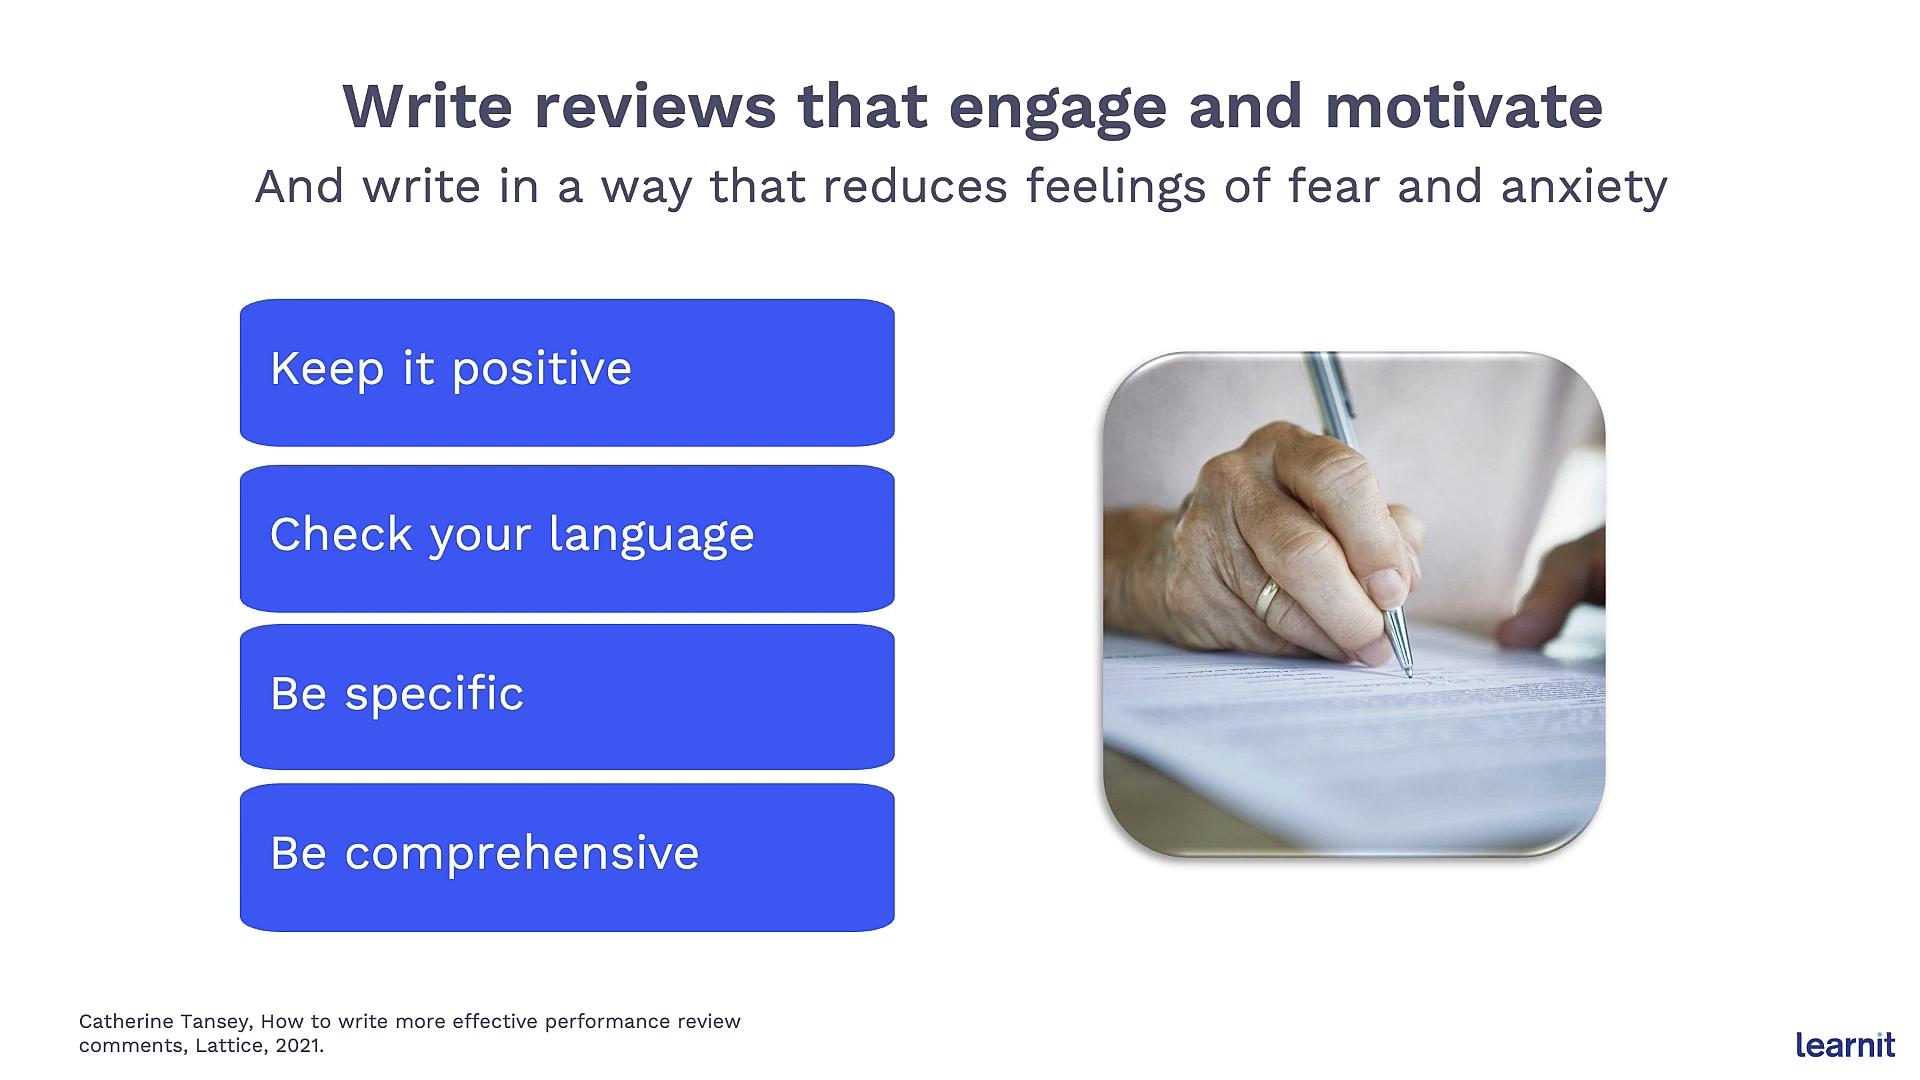 Write reviews that engage and motivate
And write in a way that reduces feelings of fear and anxiety
Keep it positive
Check your language
Be specific
Be comprehensive
Catherine Tansey, How to write more effective performance review
comments, Lattice, 2021.
learnit